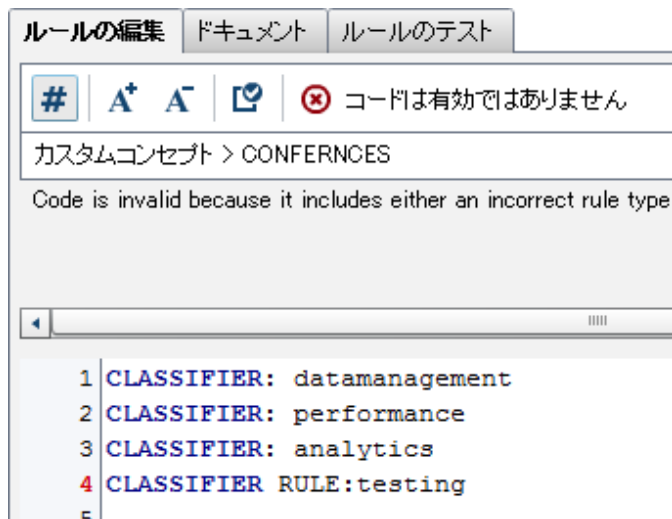 ルールの編集 ドキュメント ルールのテスト
# A+ A- コードは有効ではありません
カスタムコンセプト > CONFERNCES
Code is invalid because it includes either an incorrect rule type
1 CLASSIFIER: datamanagement
2 CLASSIFIER: performance
3 CLASSIFIER: analytics
4 CLASSIFIER RULE:testing
5